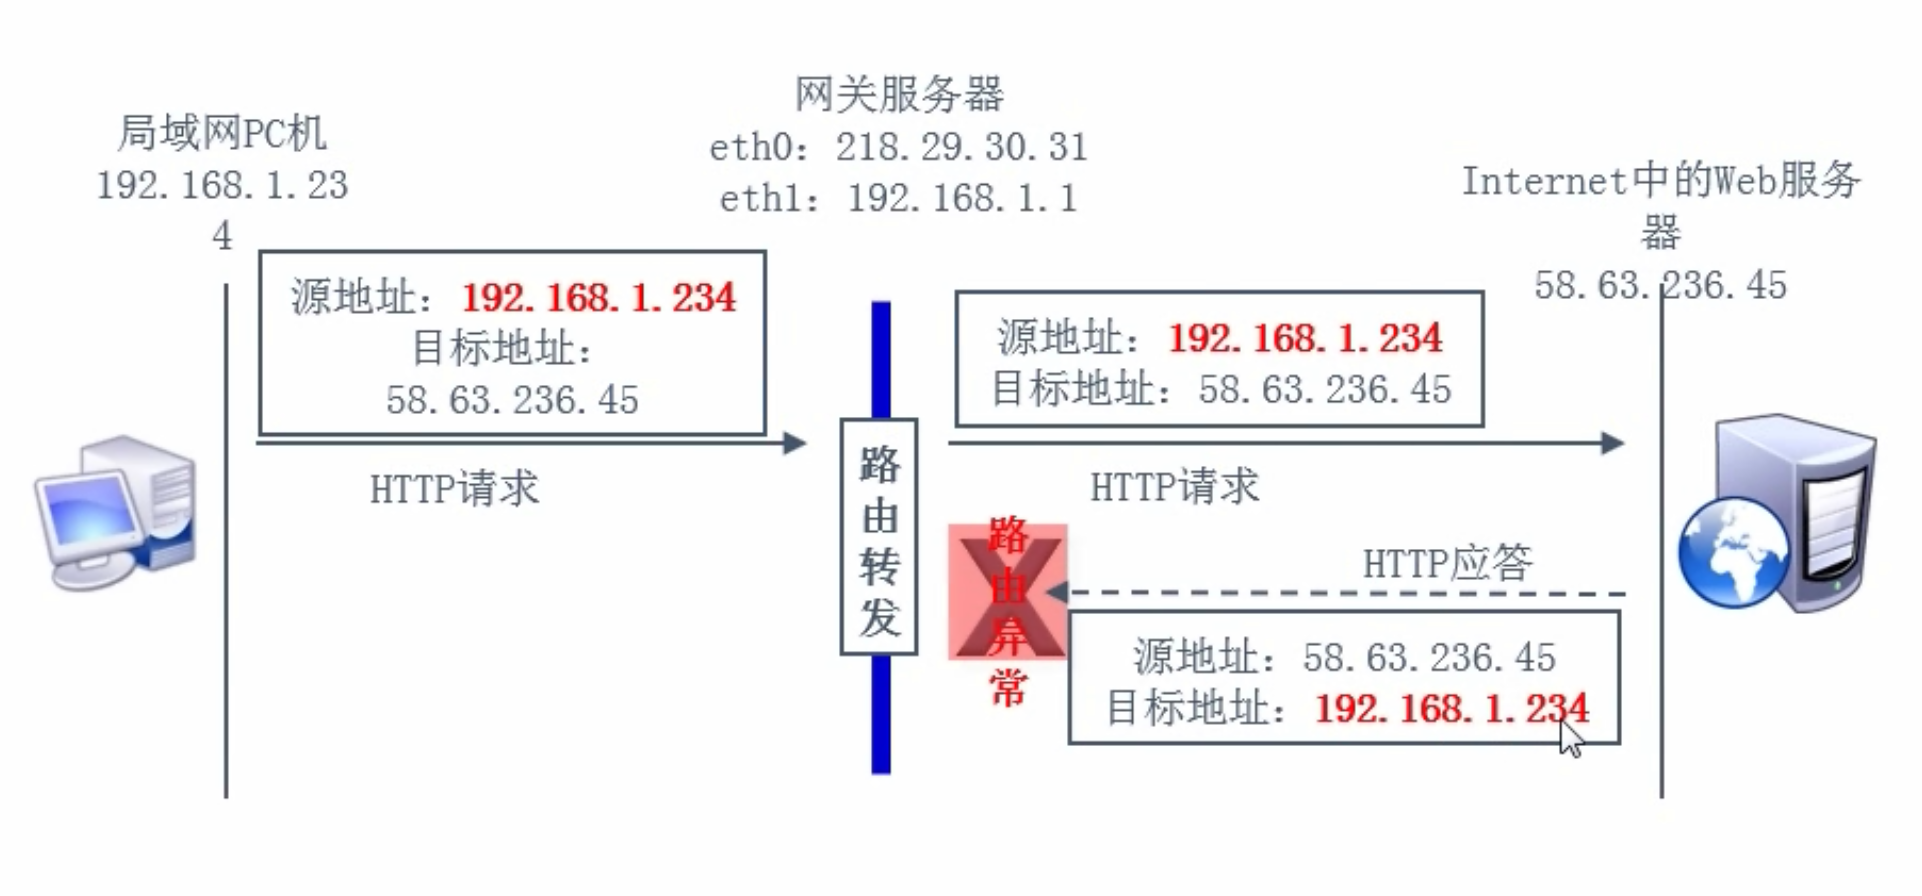 局域网PC机
192.168.1.23
4
网关服务器
eth0：218.29.30.31
eth1：192.168.1.1
Internet中的Web服务
器
58.63.236.45
源地址：192.168.1.234
目标地址：
58.63.236.45
HTTP请求
路
由
转
发
源地址：192.168.1.234
目标地址：58.63.236.45
HTTP请求
路
由
异
常
HTTP应答
源地址：58.63.236.45
目标地址：192.168.1.234